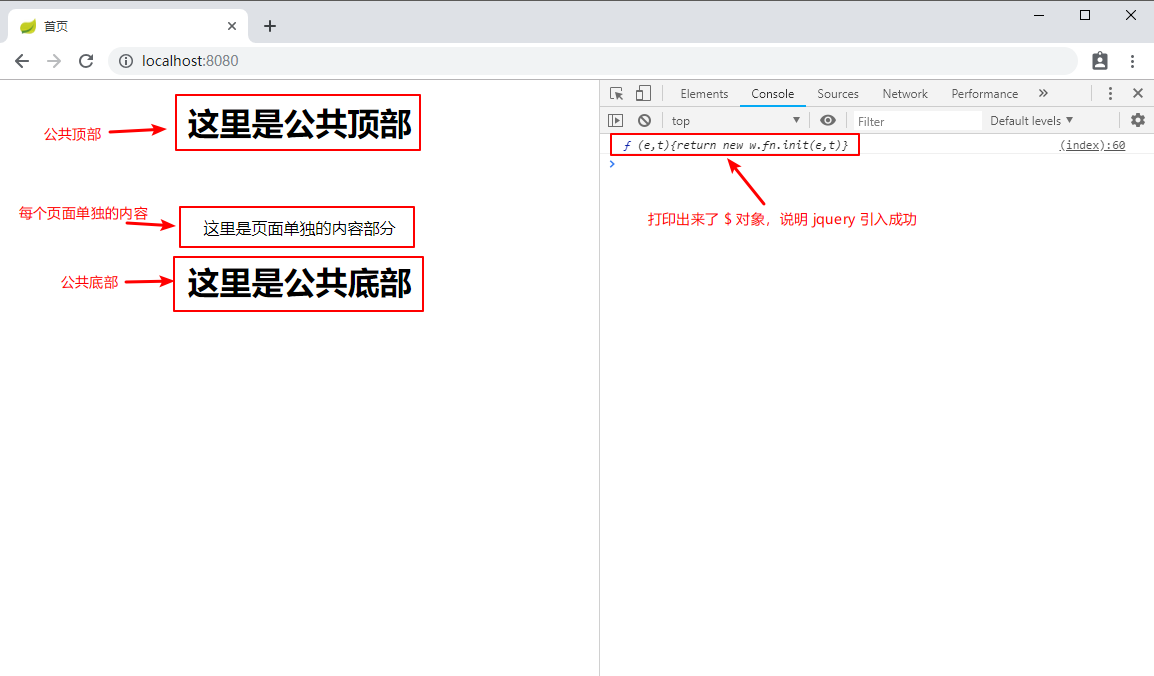 首页
localhost:8080
公共顶部
这里是公共顶部
每个页面单独的内容
这里是页面单独的内容部分
公共底部
这里是公共底部
Elements Console Sources Network Performance »
top Filter Default levels
ƒ (e,t){return new w.fn.init(e,t)} (index):60
打印出来了 $ 对象，说明 jquery 引入成功